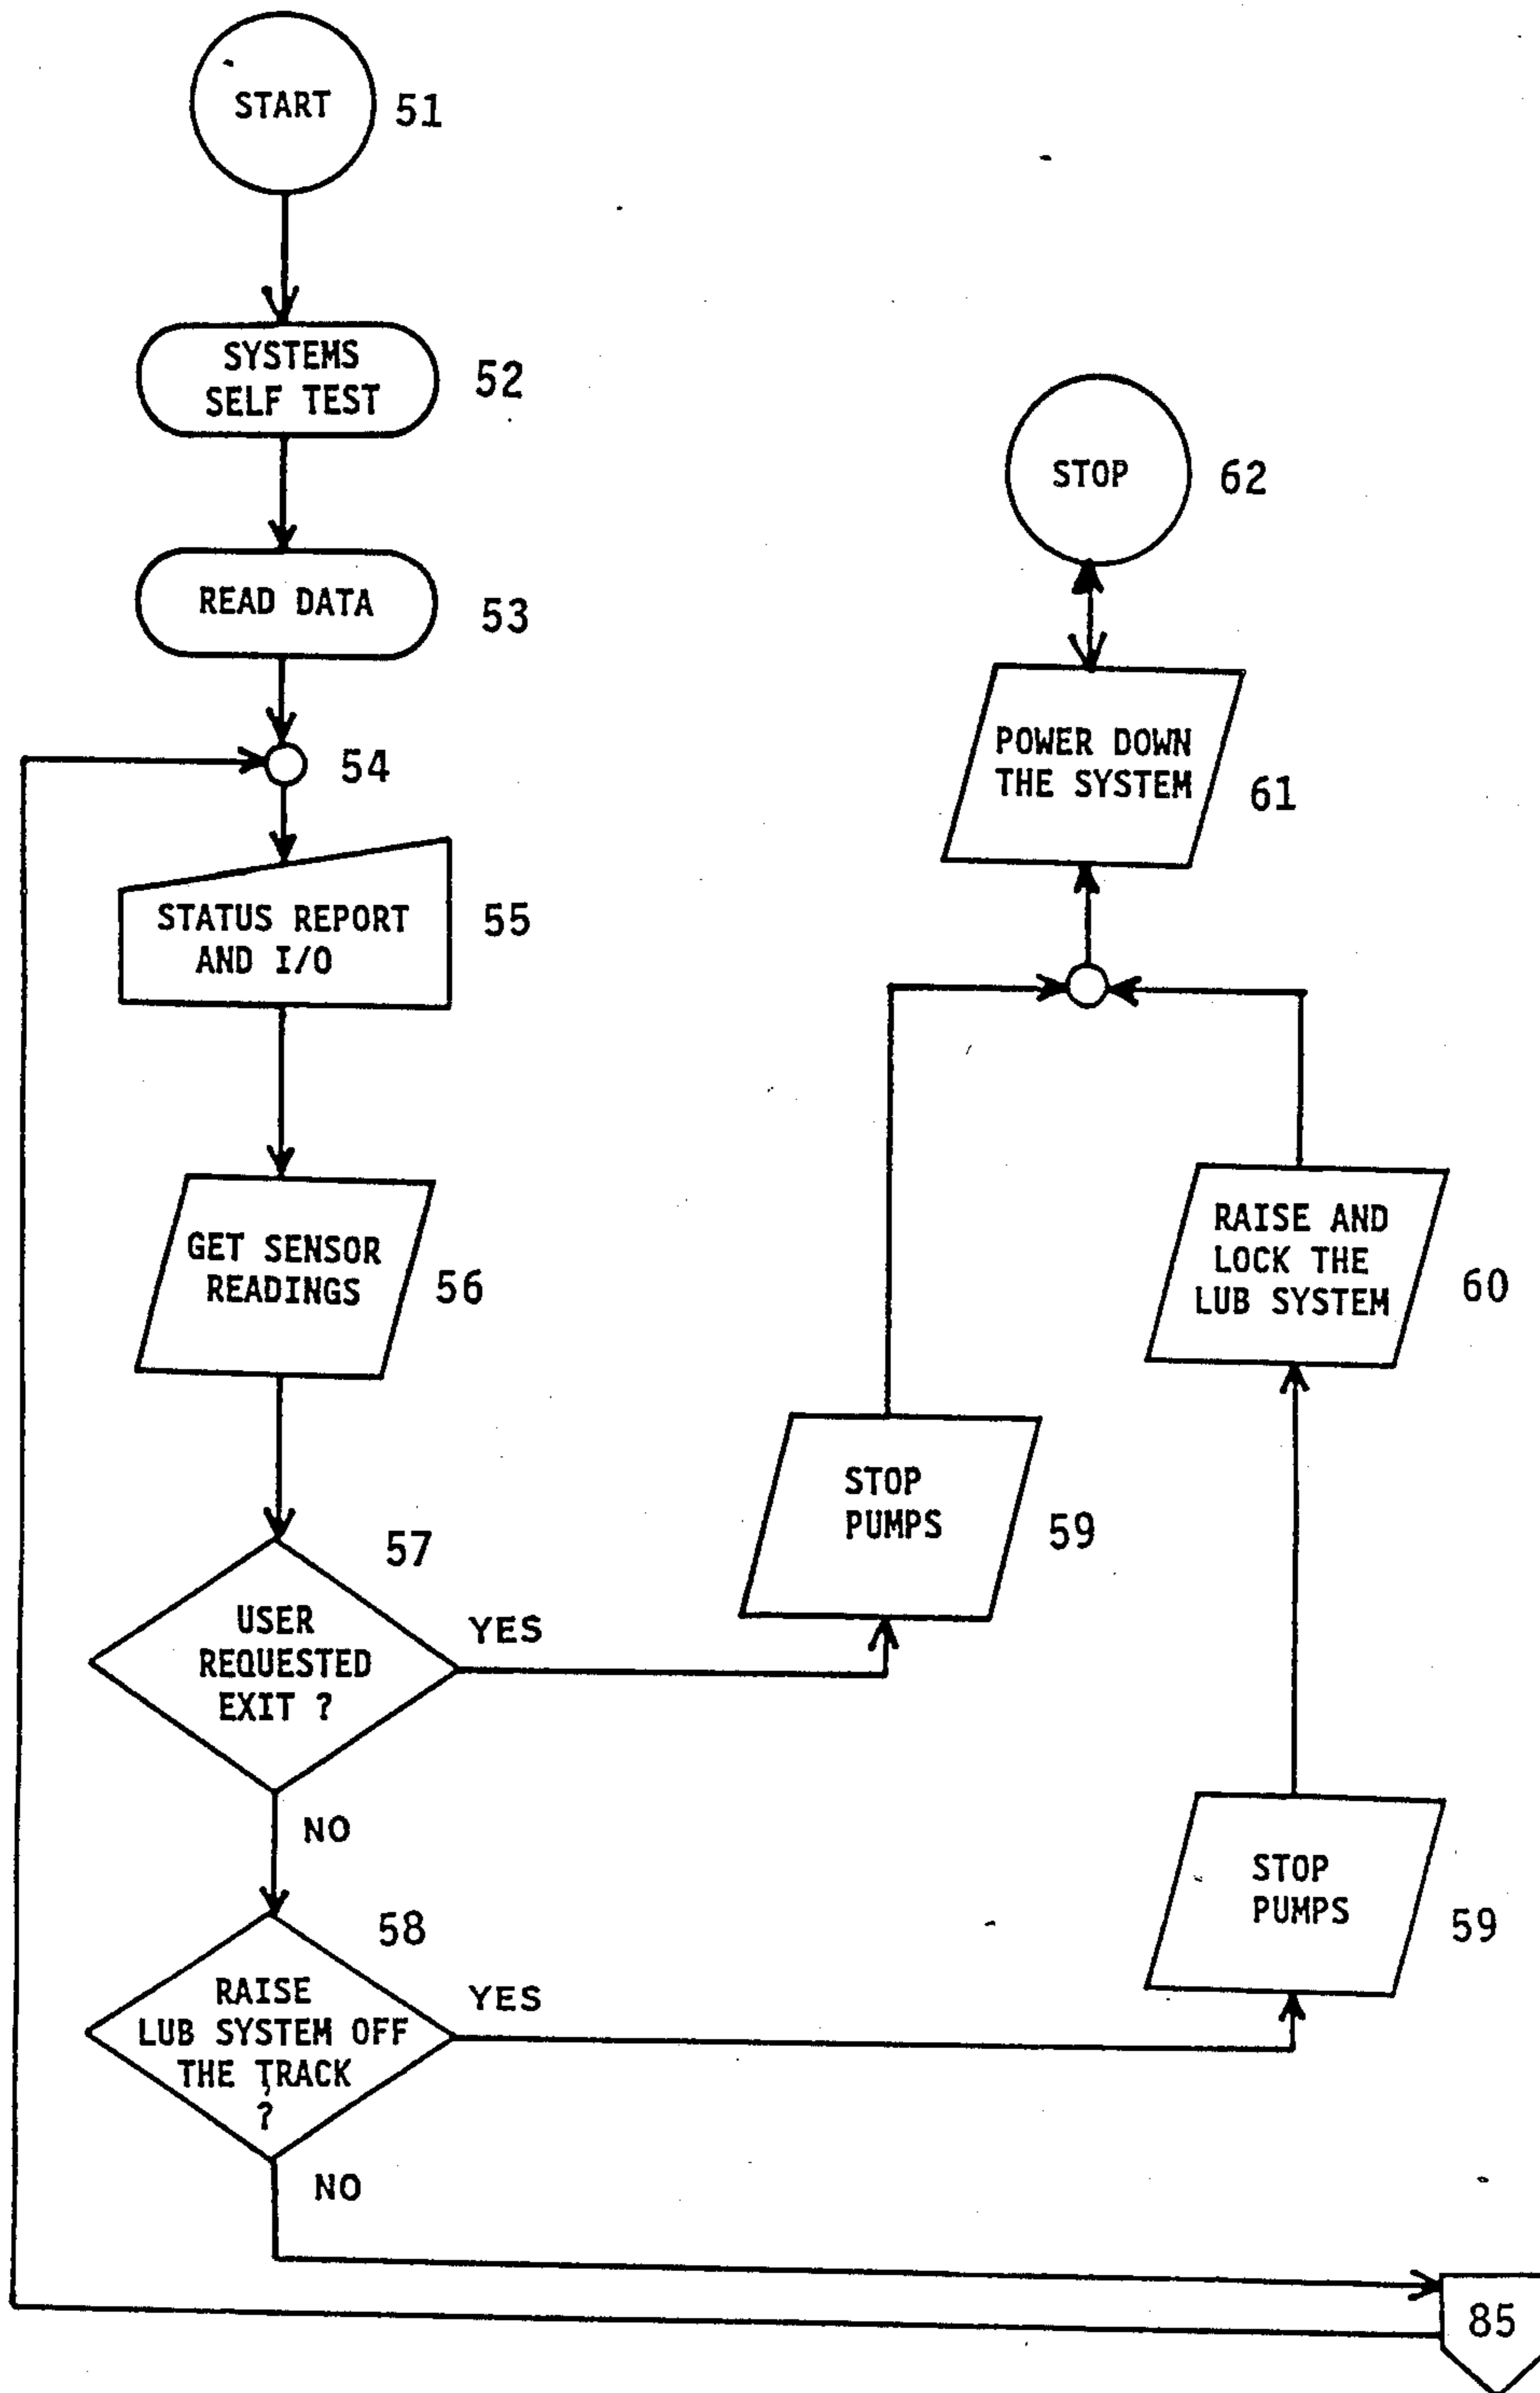 START
51
SYSTEMS
SELF TEST
52
READ DATA
53
54
STATUS REPORT
AND I/O
55
GET SENSOR
READINGS
56
57
USER
REQUESTED
EXIT ?
YES
NO
58
RAISE
LUB SYSTEM OFF
THE TRACK
?
YES
NO
STOP
62
POWER DOWN
THE SYSTEM
61
RAISE AND
LOCK THE
LUB SYSTEM
60
STOP
PUMPS
59
STOP
PUMPS
59
85